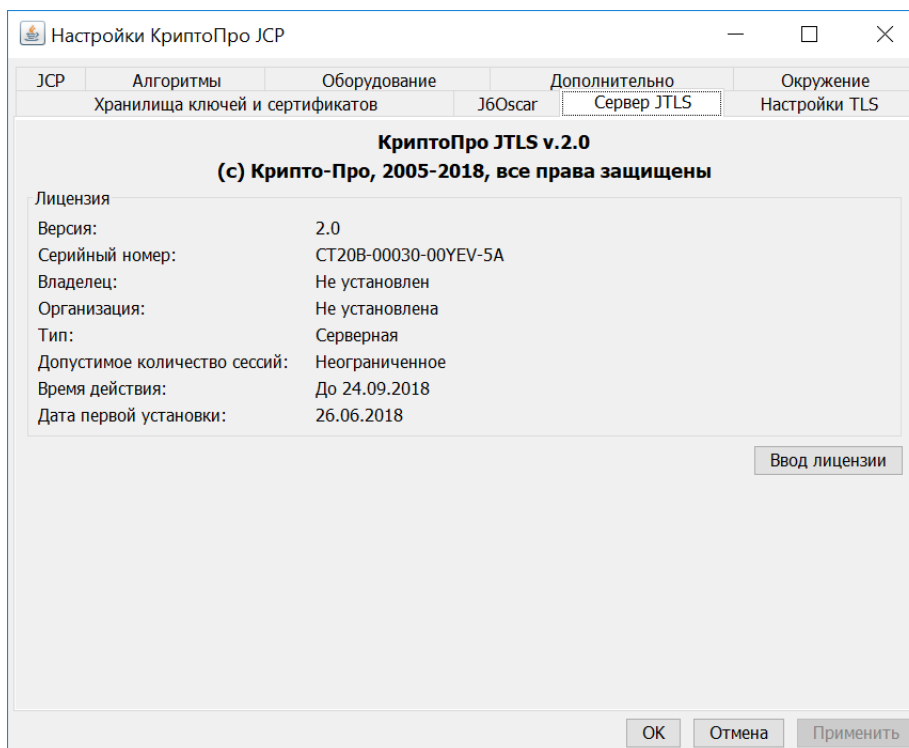 Настройки КриптоПро JCP
JCP Алгоритмы Оборудование Дополнительно Окружение
Хранилища ключей и сертификатов J6Oscar Сервер JTLS Настройки TLS
КриптоПро JTLS v.2.0
(c) Крипто-Про, 2005-2018, все права защищены
Лицензия
Версия: 2.0
Серийный номер: CT20B-00030-00YEV-5A
Владелец: Не установлен
Организация: Не установлена
Тип: Серверная
Допустимое количество сессий: Неограниченное
Время действия: До 24.09.2018
Дата первой установки: 26.06.2018
Ввод лицензии
OK Отмена Применить